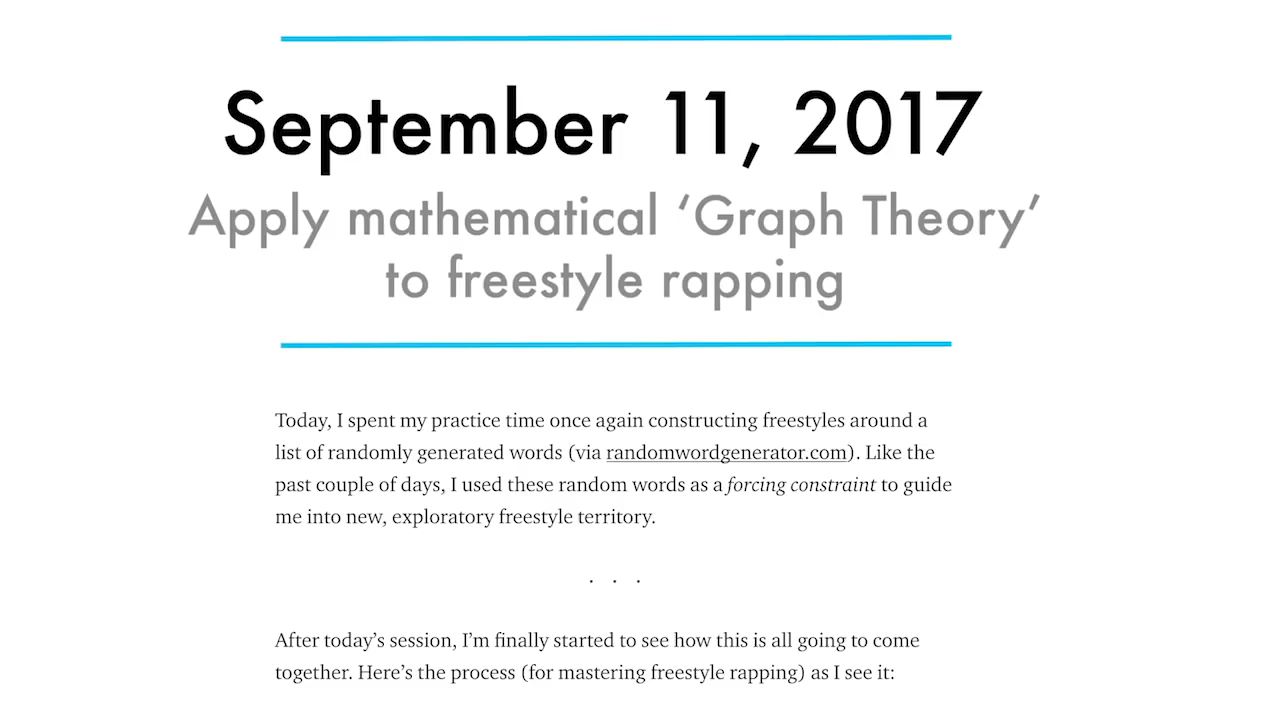 September 11, 2017
Apply mathematical ‘Graph Theory’
to freestyle rapping
Today, I spent my practice time once again constructing freestyles around a
list of randomly generated words (via randomwordgenerator.com). Like the
past couple of days, I used these random words as a forcing constraint to guide
me into new, exploratory freestyle territory.
. . .
After today’s session, I’m finally started to see how this is all going to come
together. Here’s the process (for mastering freestyle rapping) as I see it: